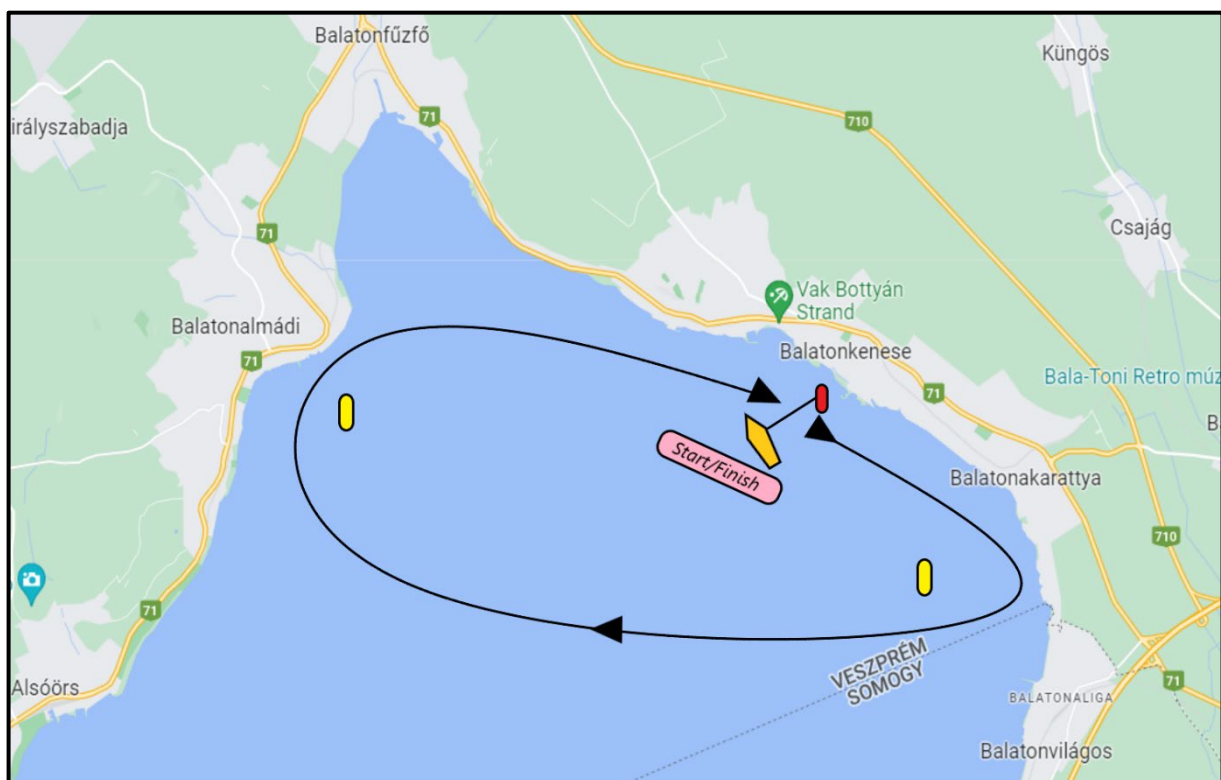 Balatonfűzfő
Küngös
71
710
irályszabadja
Csajág
71
Vak Bottyán
Strand
Balatonalmádi
Balatonkenese
71
Bala-Toni Retro múz
71
B
Start/Finish
Balatonakarattya
710
71
VESZPRÉM
SOMOGY
71
Alsóörs
BALATONALIGA
Balatonvilágos